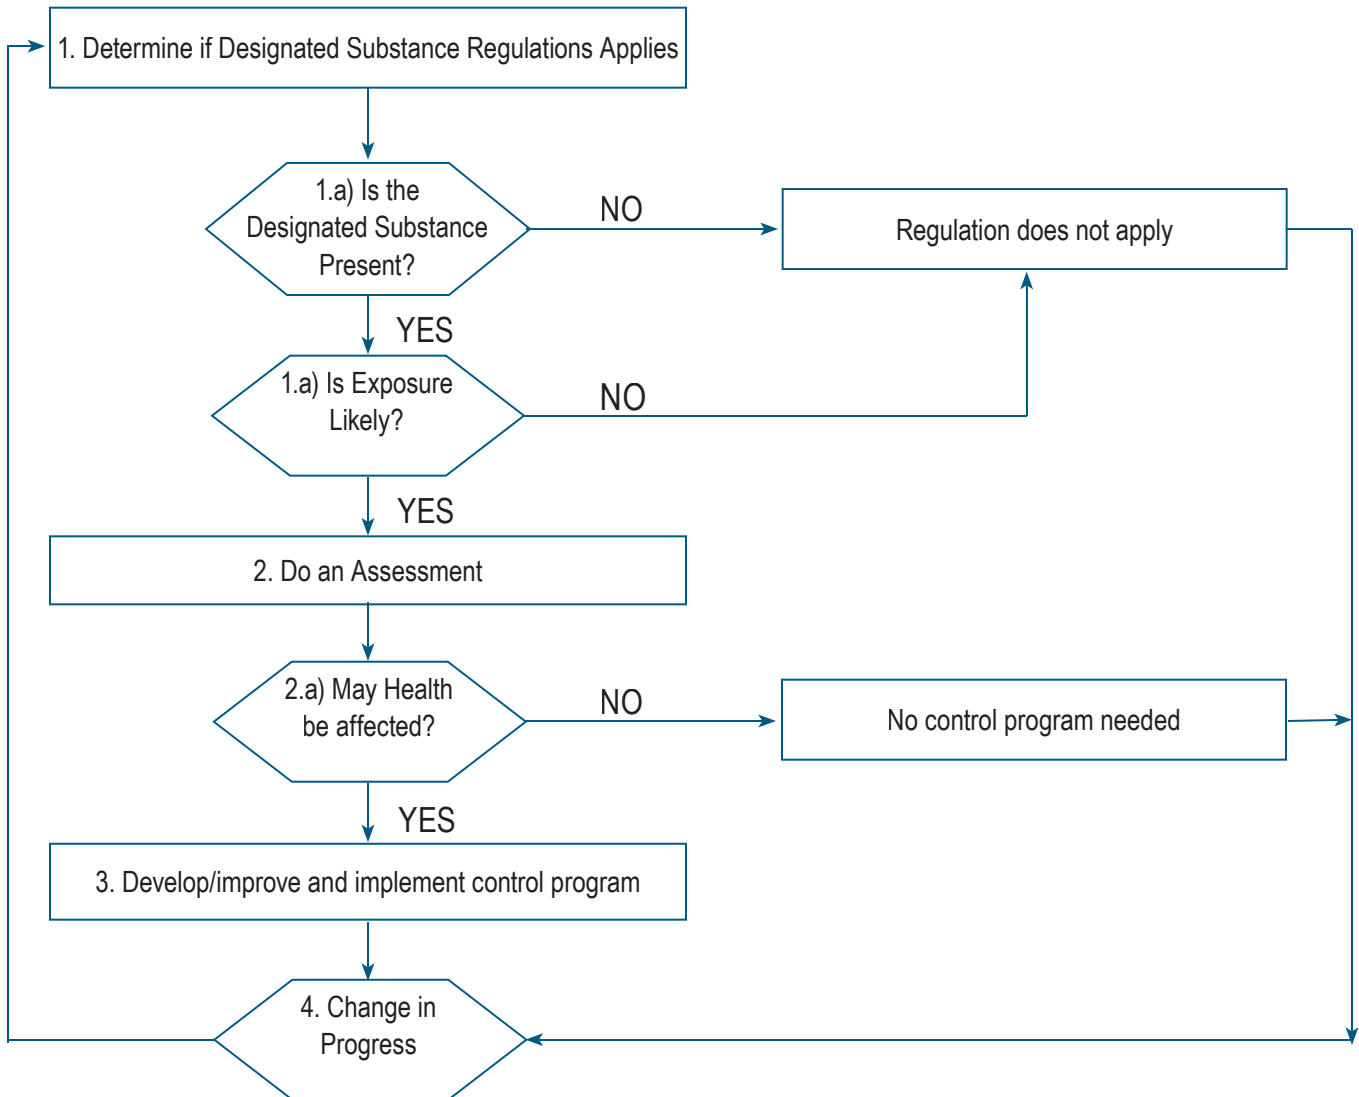 1. Determine if Designated Substance Regulations Applies
1.a) Is the
Designated Substance
Present?
NO
Regulation does not apply
YES
1.a) Is Exposure
Likely?
NO
YES
2. Do an Assessment
2.a) May Health
be affected?
NO
No control program needed
YES
3. Develop/improve and implement control program
4. Change in
Progress